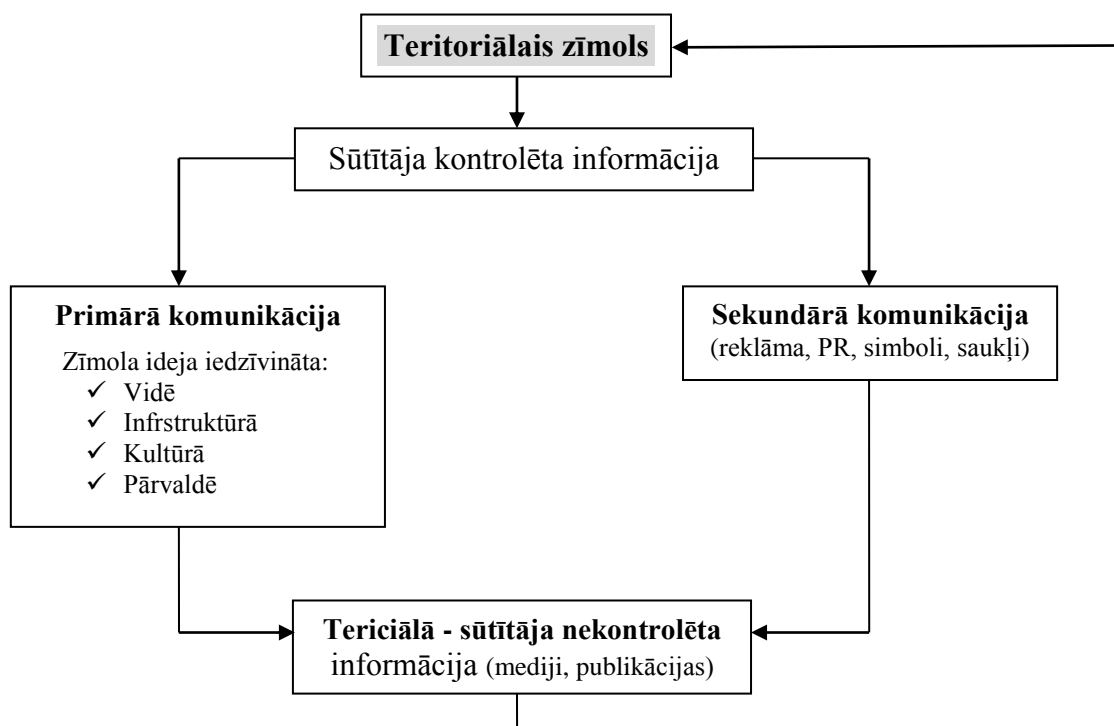 Teritoriālais zīmols
Sūtītāja kontrolēta informācija
Primārā komunikācija
Zīmola ideja iedzīvināta:
✓ Vidē
✓ Infrstruktūrā
✓ Kultūrā
✓ Pārvaldē
Sekundārā komunikācija
(reklāma, PR, simboli, saukļi)
Tericiālā - sūtītāja nekontrolēta
informācija (mediji, publikācijas)